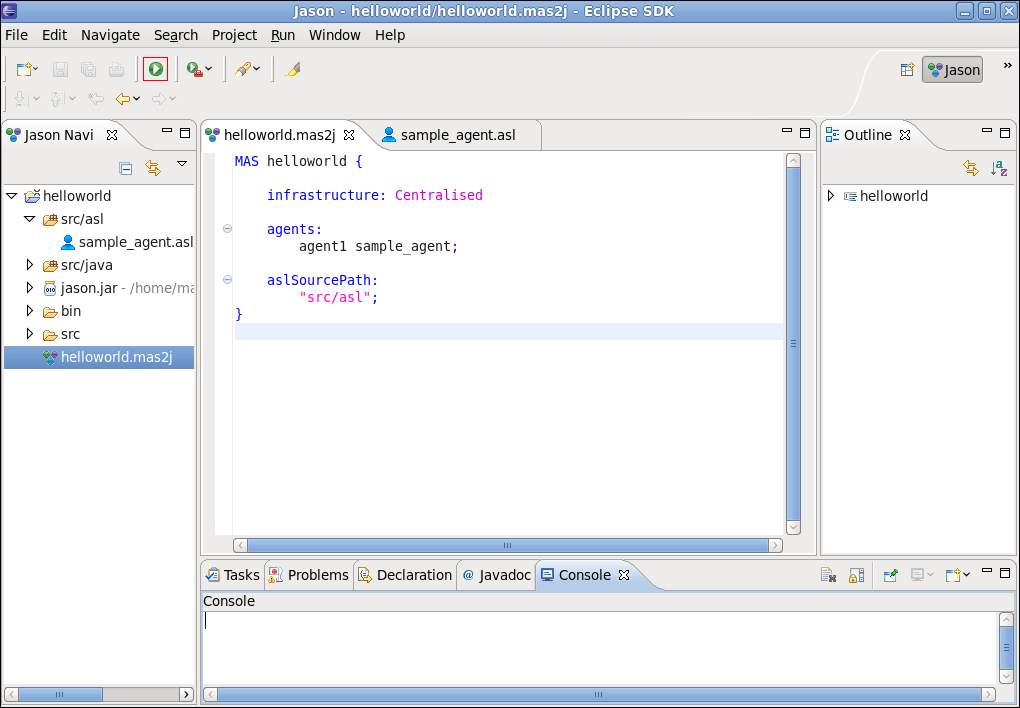 Jason - helloworld/helloworld.mas2j - Eclipse SDK
File Edit Navigate Search Project Run Window Help
Jason »
Jason Navi
helloworld
src/asl
sample_agent.asl
src/java
jason.jar - /home/ma
bin
src
helloworld.mas2j
helloworld.mas2j sample_agent.asl
MAS helloworld {
infrastructure: Centralised
agents:
agent1 sample_agent;
aslSourcePath:
"src/asl";
}
Outline
helloworld
Tasks Problems Declaration @ Javadoc Console
Console